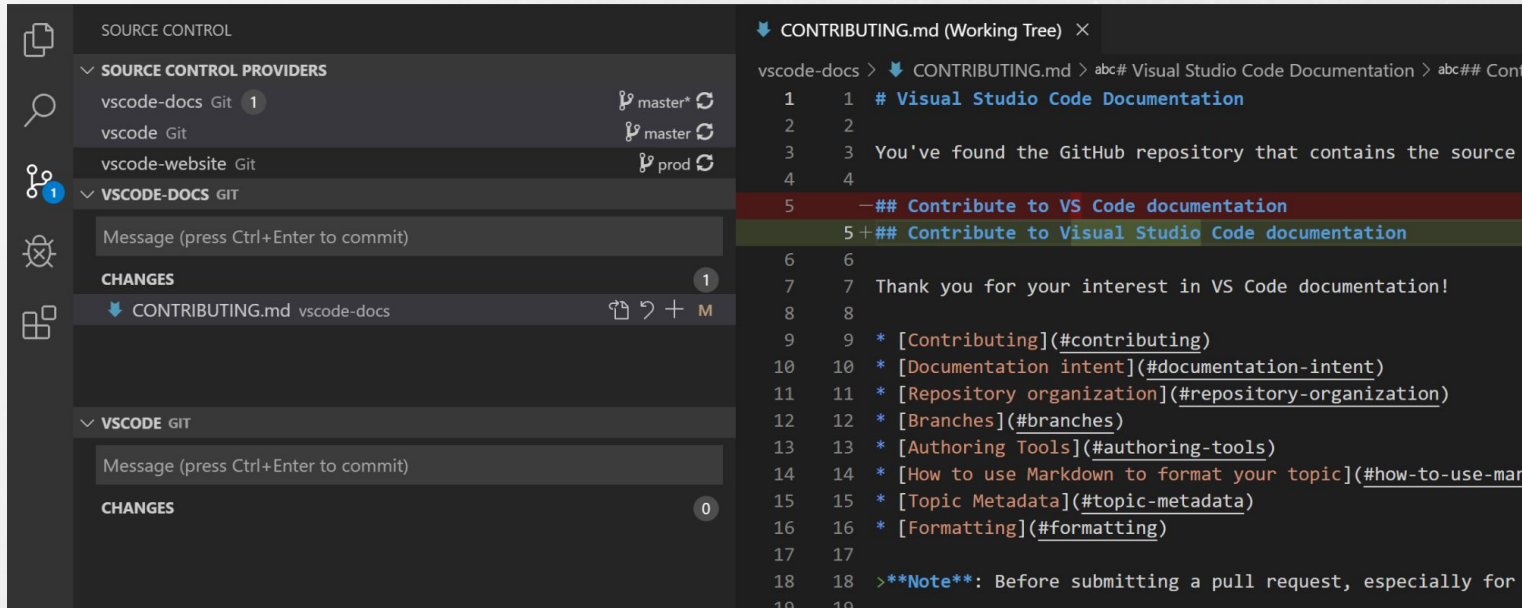 SOURCE CONTROL
SOURCE CONTROL PROVIDERS
vscode-docs Git 1 master*
vscode Git master
vscode-website Git prod
1
VSCODE-DOCS GIT
Message (press Ctrl+Enter to commit)
CHANGES 1
CONTRIBUTING.md vscode-docs M
VSCODE GIT
Message (press Ctrl+Enter to commit)
CHANGES 0
CONTRIBUTING.md (Working Tree) ×
vscode-docs > CONTRIBUTING.md > abc# Visual Studio Code Documentation > abc## Cont
1 1 # Visual Studio Code Documentation
2 2
3 3 You've found the GitHub repository that contains the source
4 4
5 -## Contribute to VS Code documentation
5 +## Contribute to Visual Studio Code documentation
6 6
7 7 Thank you for your interest in VS Code documentation!
8 8
9 9 * [Contributing](#contributing)
10 10 * [Documentation intent](#documentation-intent)
11 11 * [Repository organization](#repository-organization)
12 12 * [Branches](#branches)
13 13 * [Authoring Tools](#authoring-tools)
14 14 * [How to use Markdown to format your topic](#how-to-use-mar
15 15 * [Topic Metadata](#topic-metadata)
16 16 * [Formatting](#formatting)
17 17
18 18 >**Note**: Before submitting a pull request, especially for
19 19